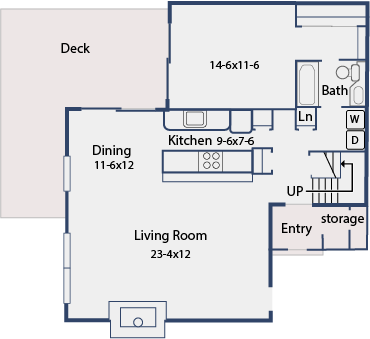 Deck
14-6x11-6
Bath
Ln
W
Kitchen 9-6x7-6
D
Dining
11-6x12
UP
storage
Entry
Living Room
23-4x12